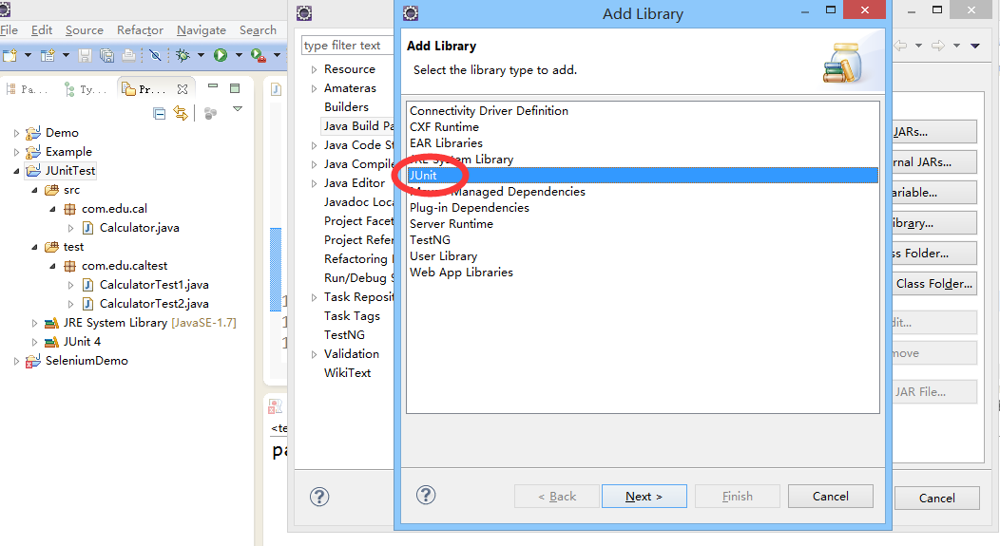 Add Library
File Edit Source Refactor Navigate Search
type filter text
Add Library
Select the library type to add.
Pa... Ty... Pr...
Demo
Example
JUnitTest
src
com.edu.cal
Calculator.java
test
com.edu.caltest
CalculatorTest1.java
CalculatorTest2.java
JRE System Library [JavaSE-1.7]
JUnit 4
SeleniumDemo
Resource
Amateras
Builders
Java Build Pa
Java Code St
Java Compile
Java Editor
Javadoc Loca
Project Facet
Project Refer
Refactoring
Run/Debug S
Task Reposit
Task Tags
TestNG
Validation
WikiText
Connectivity Driver Definition
CXF Runtime
EAR Libraries
JRE System Library
JUnit
Maven Managed Dependencies
Plug-in Dependencies
Server Runtime
TestNG
User Library
Web App Libraries
JARs...
rnal JARs...
ariable...
ibrary...
ss Folder...
Class Folder...
dit...
move
JAR File...
<te
pa
< Back Next > Finish Cancel
Cancel